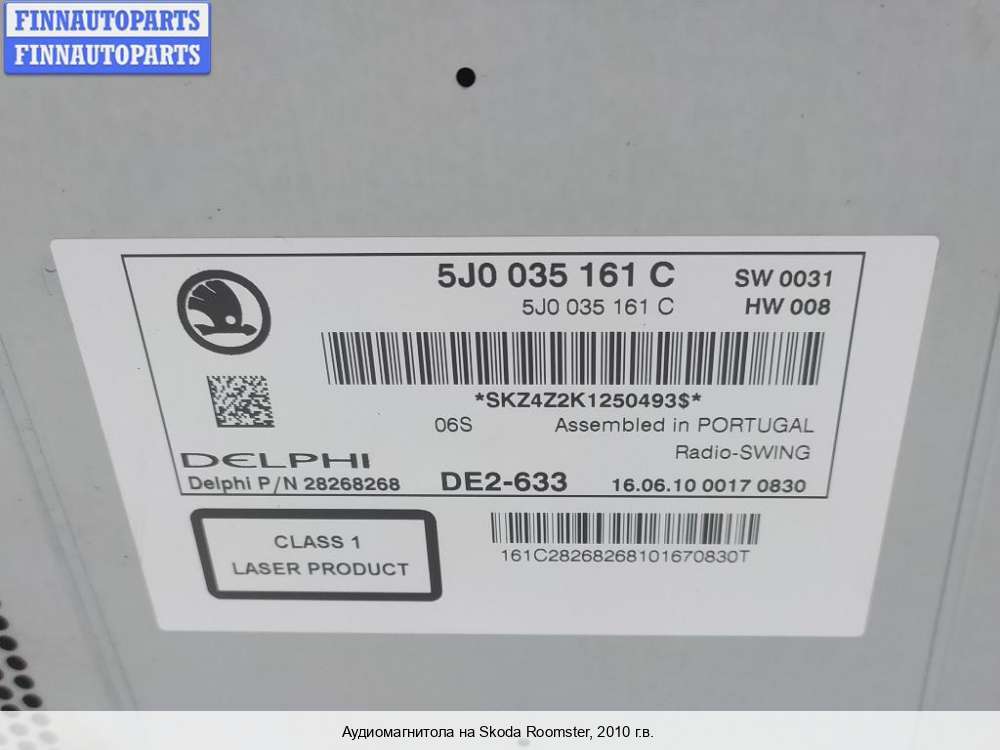 FINNAUTOPARTS
FINNAUTOPARTS
5J0 035 161 C SW 0031
5J0 035 161 C HW 008
*SKZ4Z2K1250493$*
06S Assembled in PORTUGAL
Radio-SWING
DELPHI
Delphi P/N 28268268 DE2-633 16.06.10 0017 0830
CLASS 1
LASER PRODUCT
161C28268268101670830T
Аудиомагнитола на Skoda Roomster, 2010 г.в.